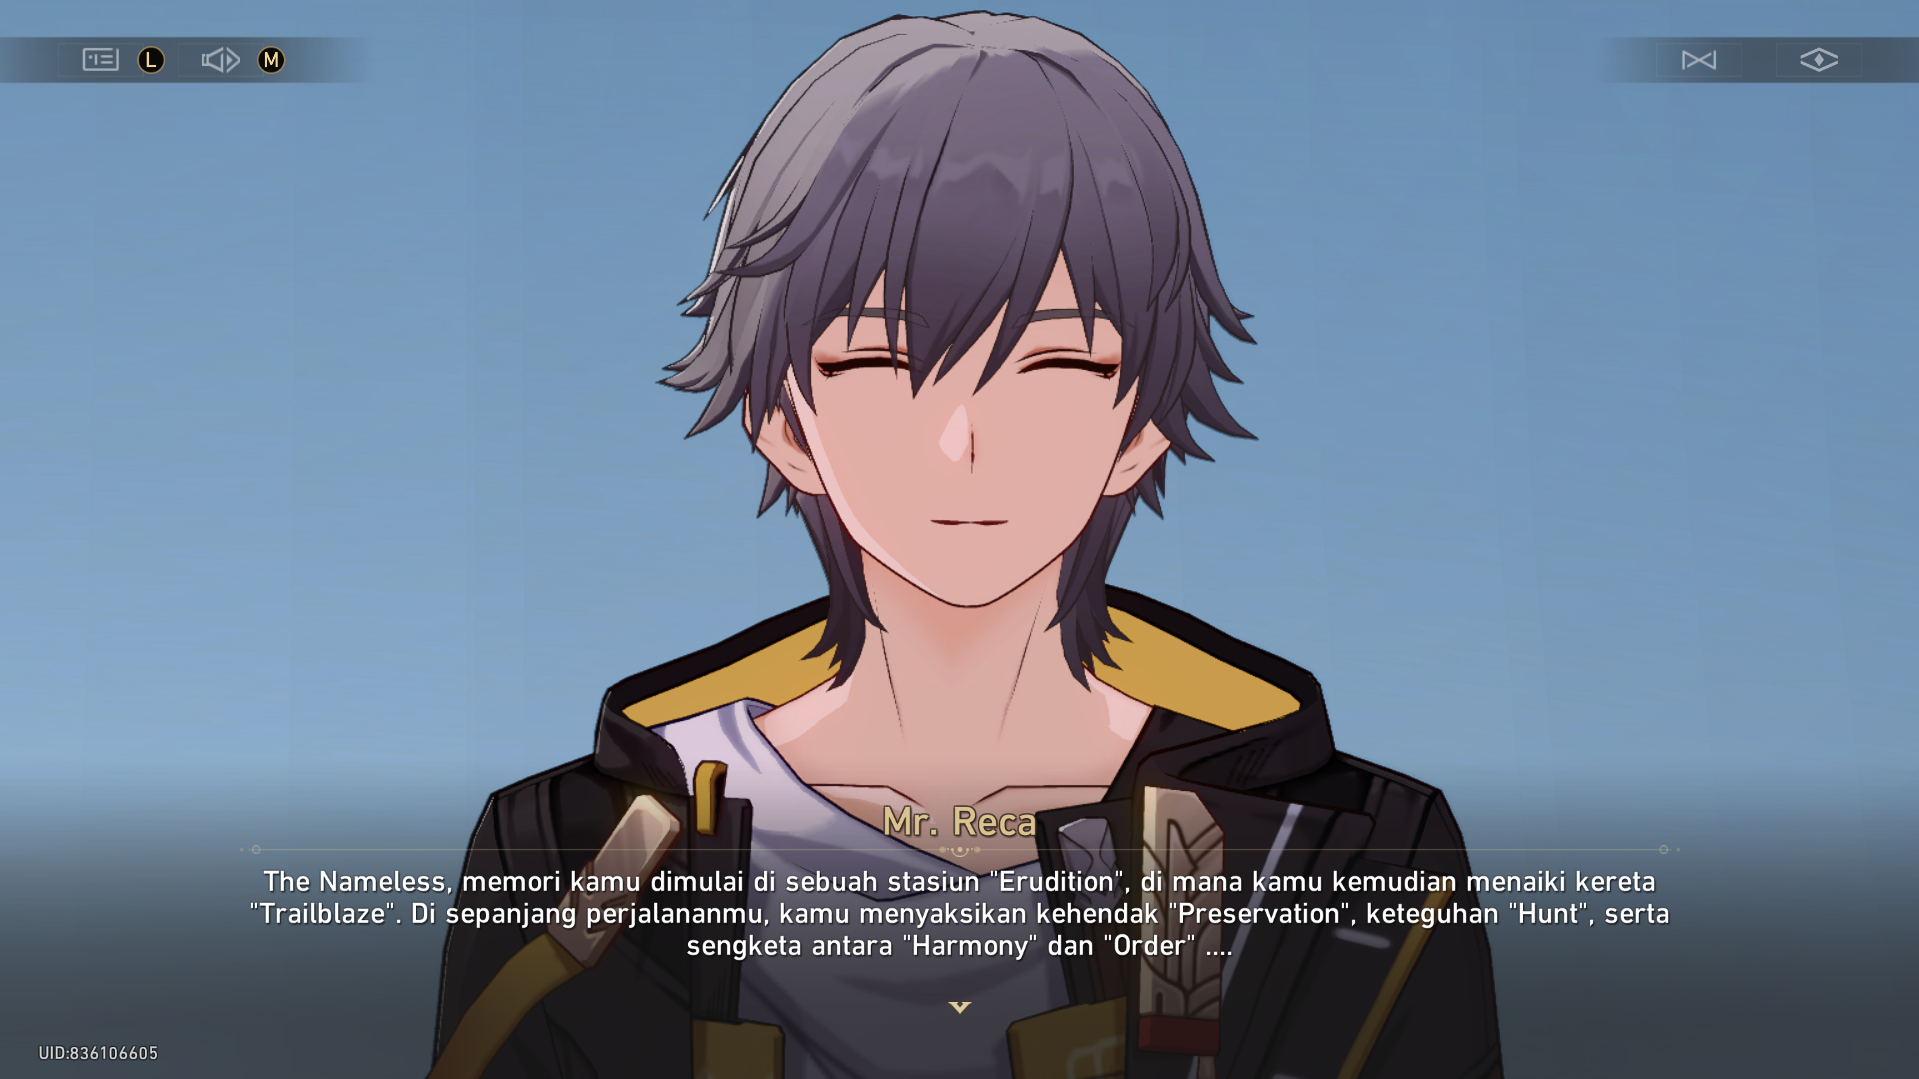 L
M
Mr. Reca
The Nameless, memori kamu dimulai di sebuah stasiun "Erudition", di mana kamu kemudian menaiki kereta
"Trailblaze". Di sepanjang perjalananmu, kamu menyaksikan kehendak "Preservation", keteguhan "Hunt", serta
sengketa antara "Harmony" dan "Order" ....
UID:836106605